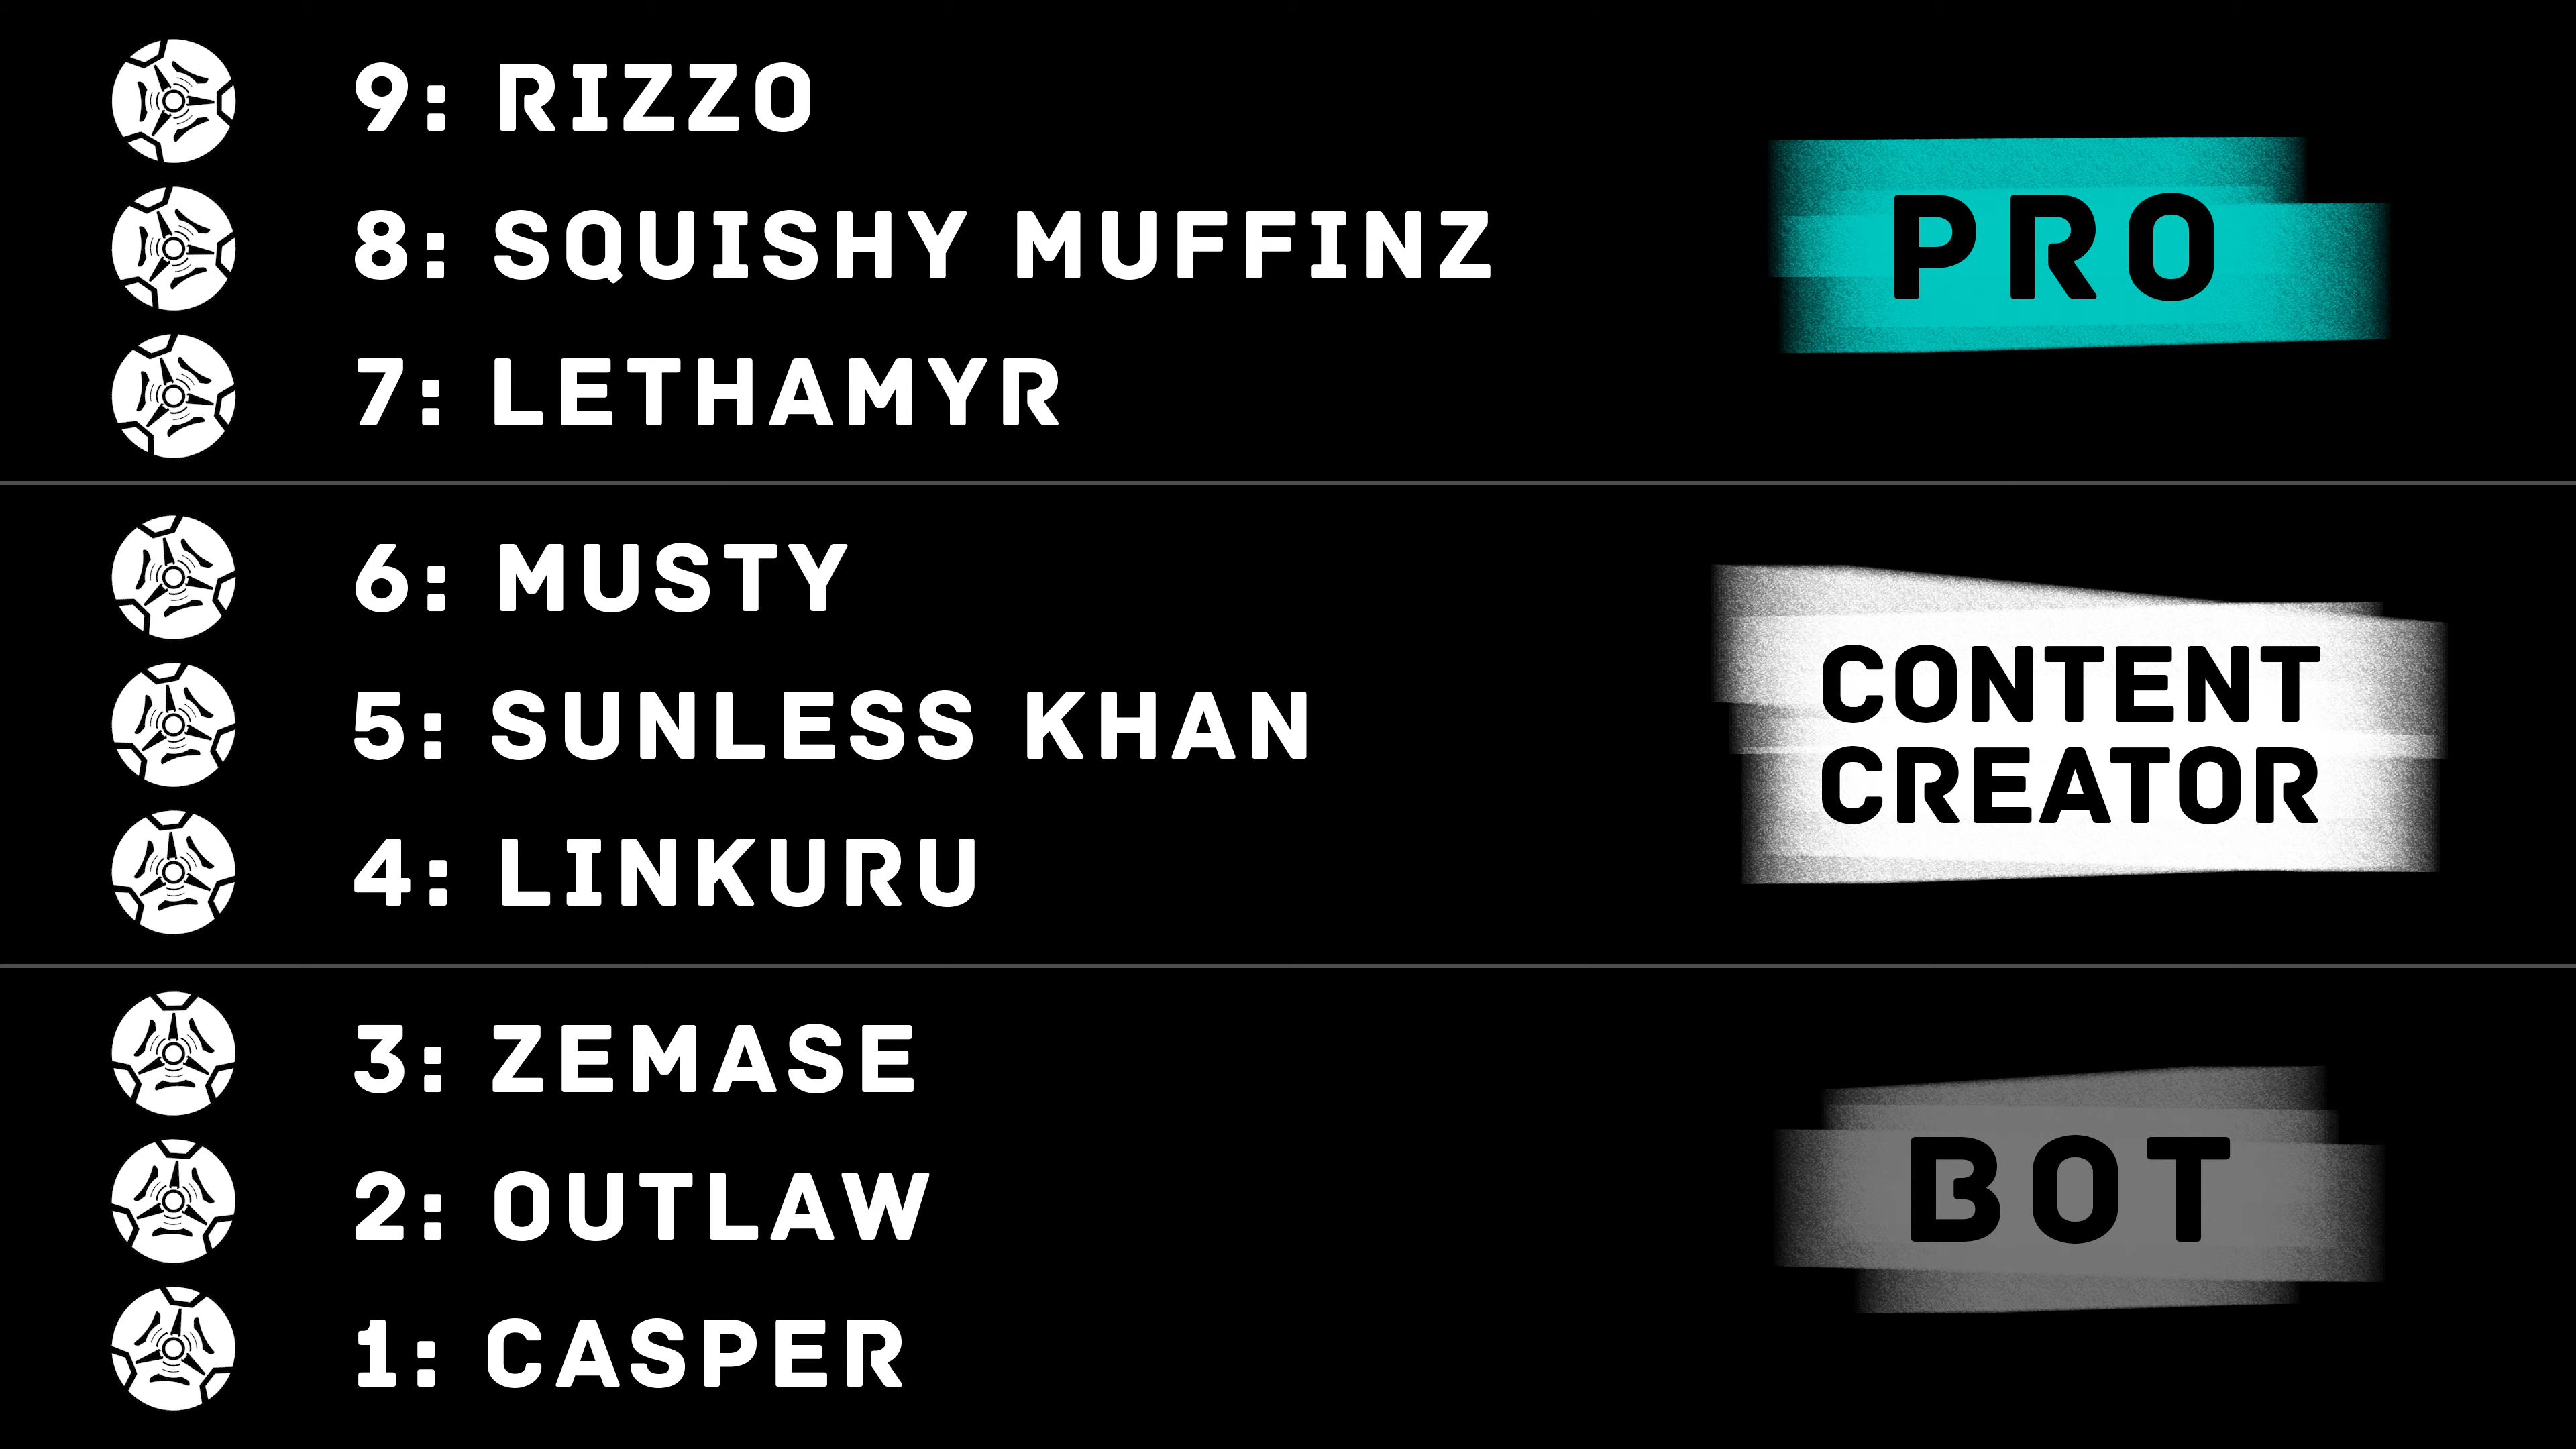 9: RIZZO
8: SQUISHY MUFFINZ
7: LETHAMYR
PRO
6: MUSTY
5: SUNLESS KHAN
4: LINKURU
CONTENT
CREATOR
3: ZEMASE
2: OUTLAW
1: CASPER
BOT